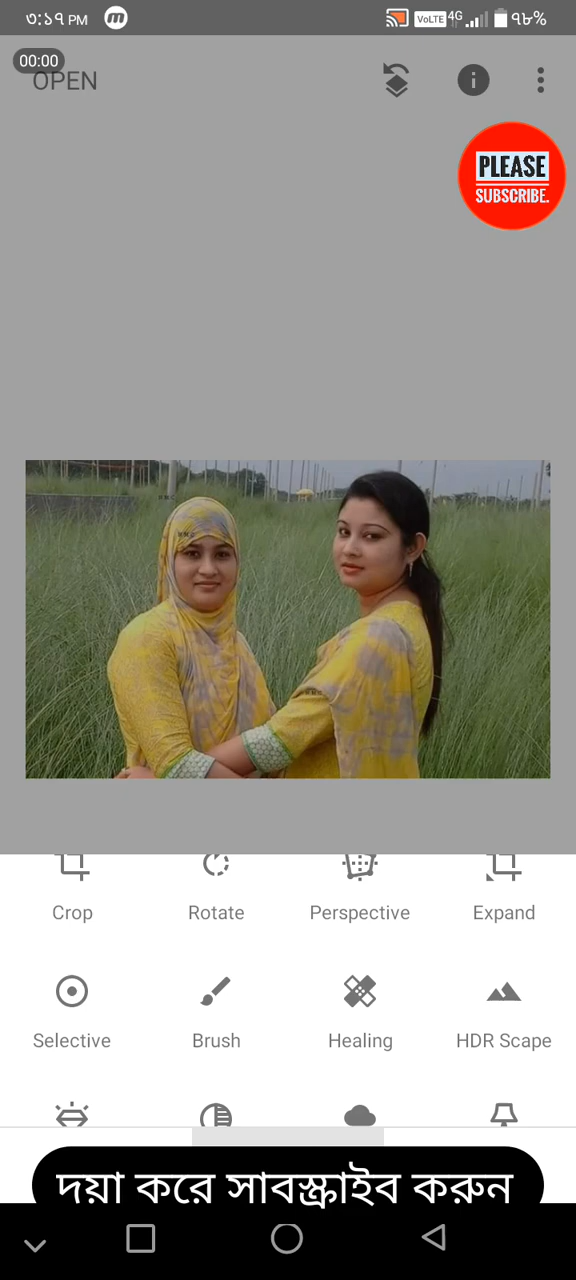 ৩:১৭ PM
m
VoLTE 4G
৭৮%
00:00
OPEN
i
PLEASE
SUBSCRIBE.
Crop Rotate Perspective Expand
Selective Brush Healing HDR Scape
দয়া করে সাবস্ক্রাইব করুন